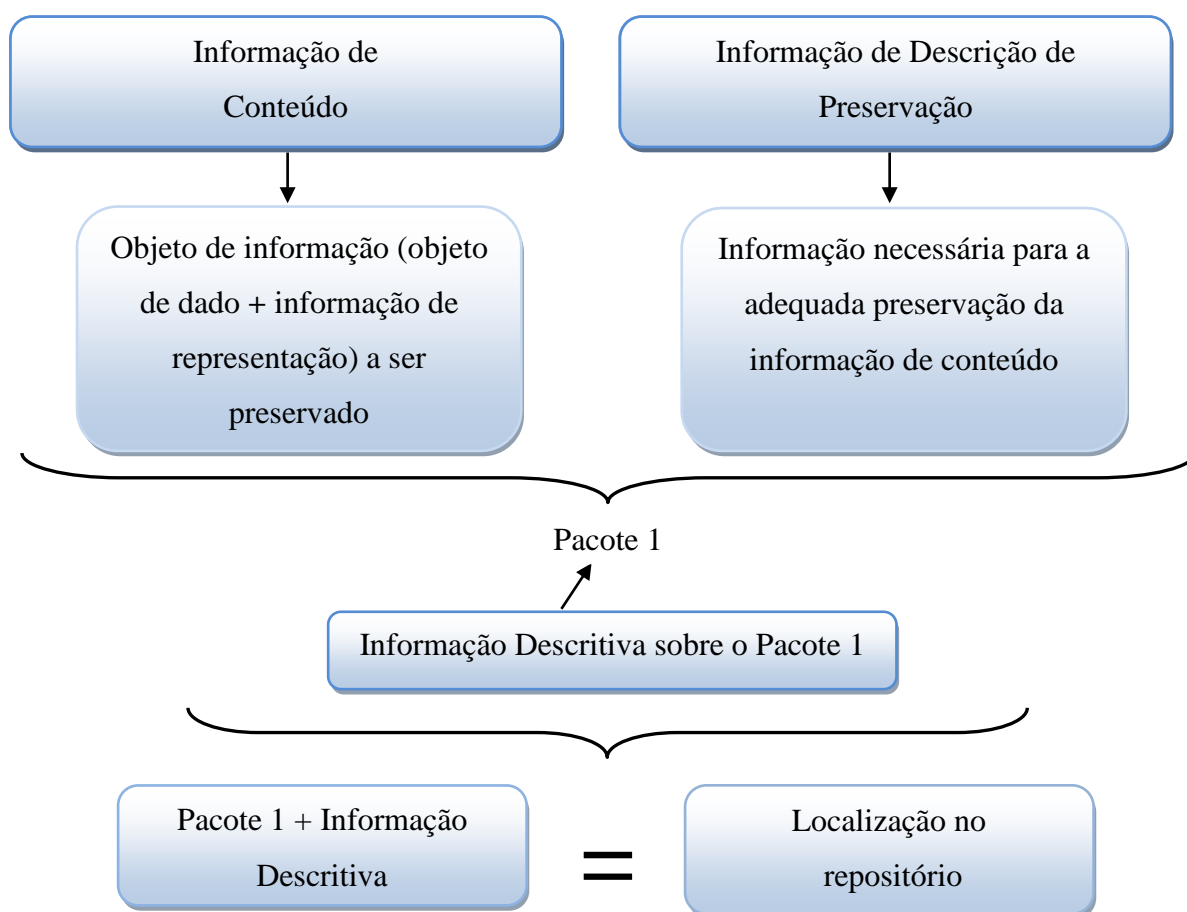 Informação de
Conteúdo
Informação de Descrição de
Preservação
Objeto de informação (objeto
de dado + informação de
representação) a ser
preservado
Informação necessária para a
adequada preservação da
informação de conteúdo
Pacote 1
Informação Descritiva sobre o Pacote 1
Pacote 1 + Informação
Descritiva
=
Localização no
repositório